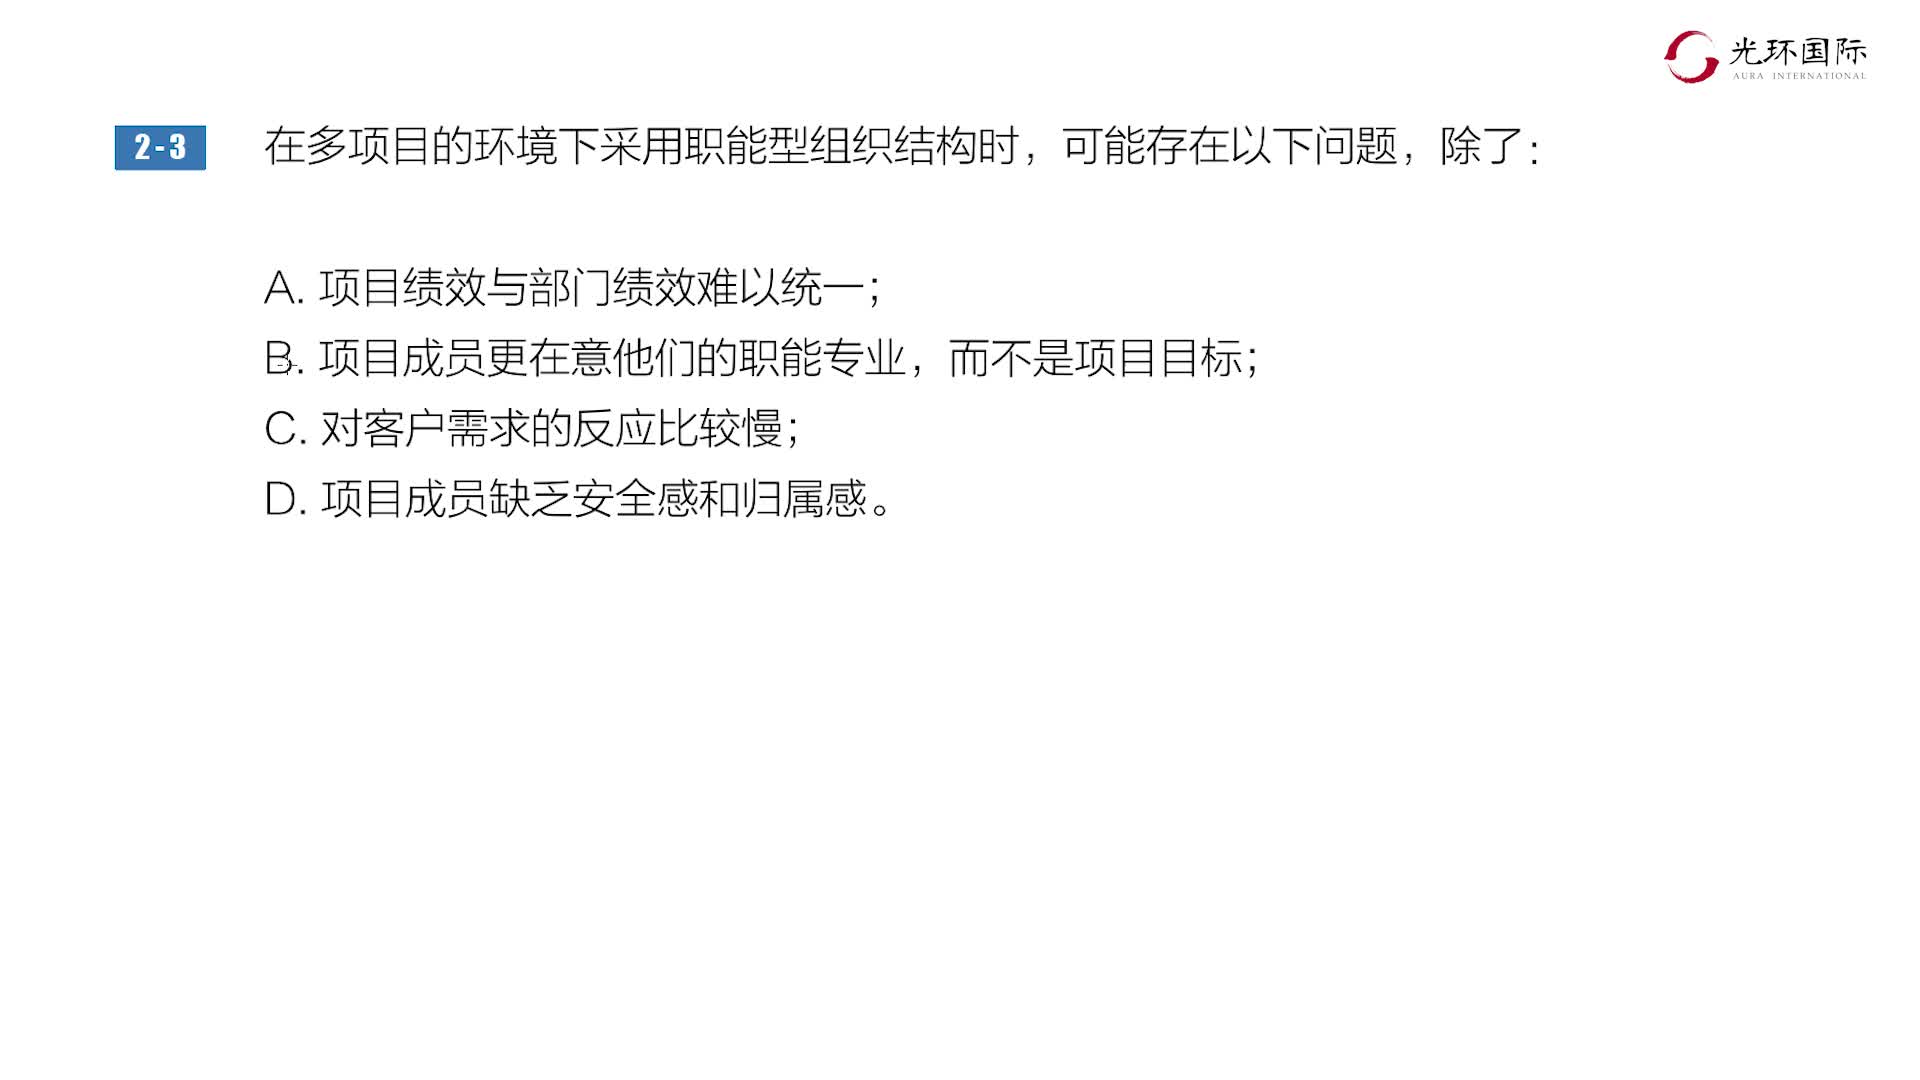 光环国际
AURA INTERNATIONAL
2-3 在多项目的环境下采用职能型组织结构时，可能存在以下问题，除了：
A. 项目绩效与部门绩效难以统一；
B. 项目成员更在意他们的职能专业，而不是项目目标；
C. 对客户需求的反应比较慢；
D. 项目成员缺乏安全感和归属感。